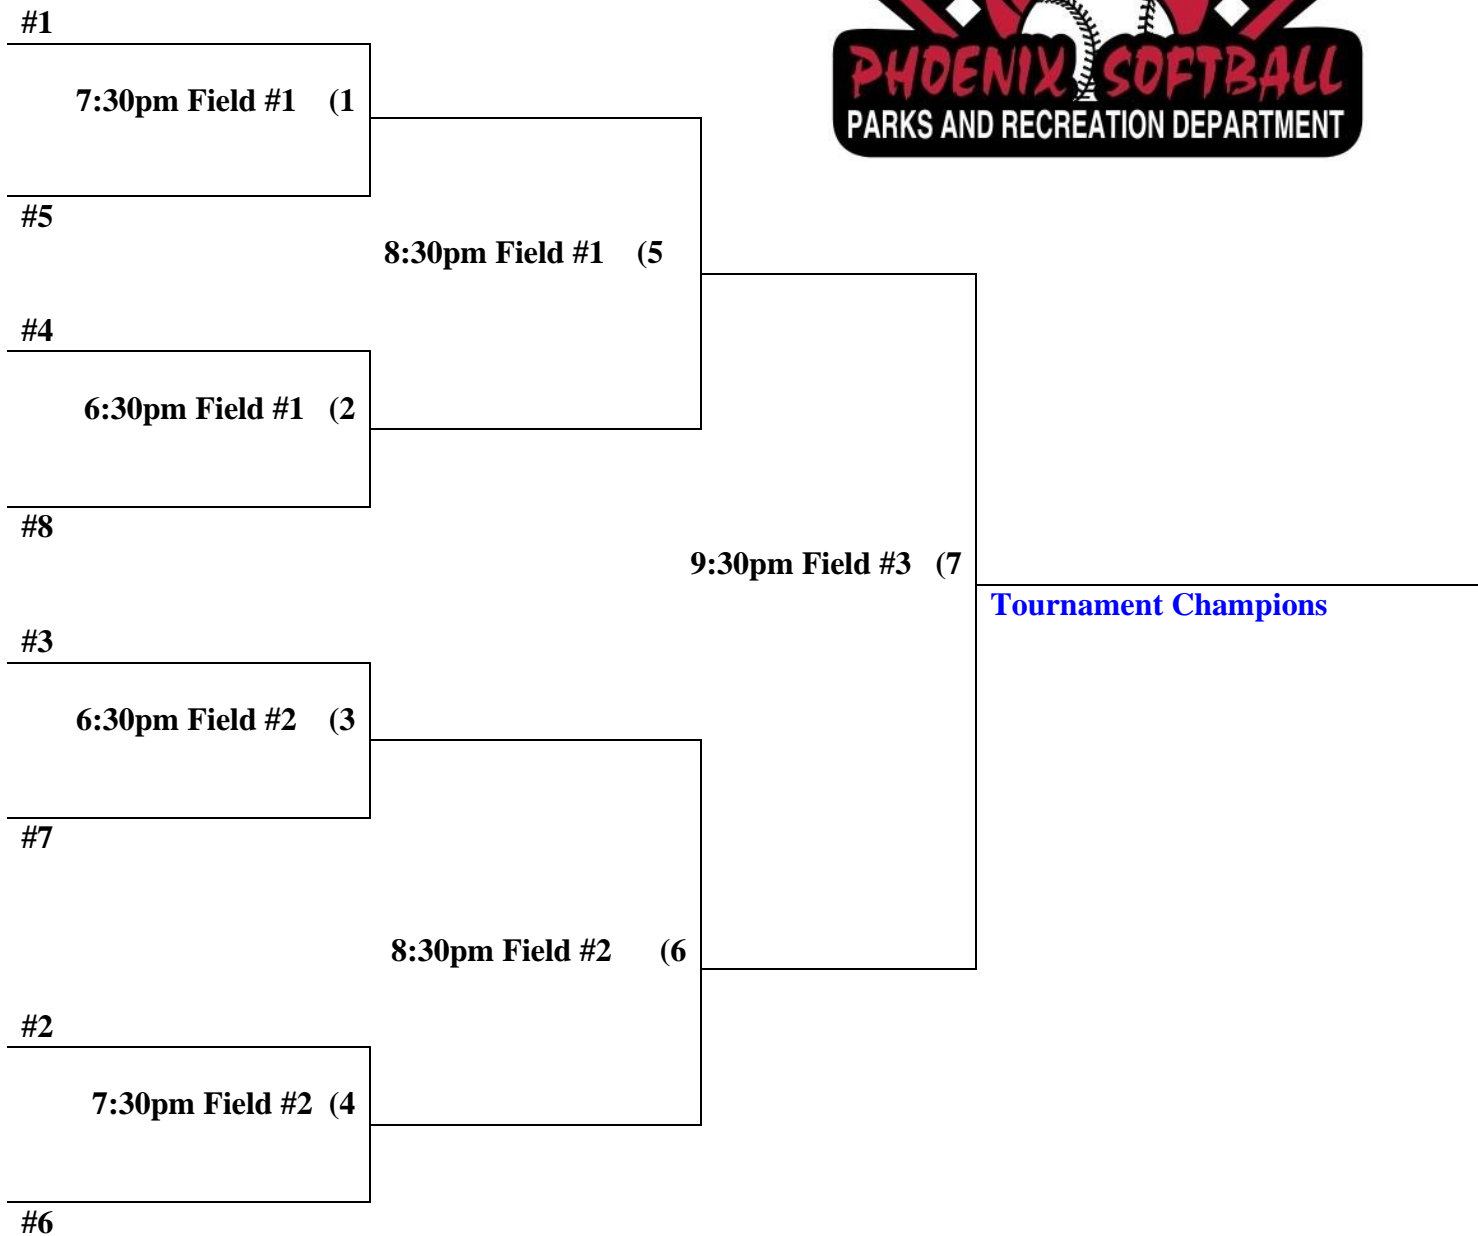 #1
PHOENIX SOFTBALL
PARKS AND RECREATION DEPARTMENT
7:30pm Field #1 (1
#5
8:30pm Field #1 (5
#4
6:30pm Field #1 (2
#8
9:30pm Field #3 (7
Tournament Champions
#3
6:30pm Field #2 (3
#7
8:30pm Field #2 (6
#2
7:30pm Field #2 (4
#6